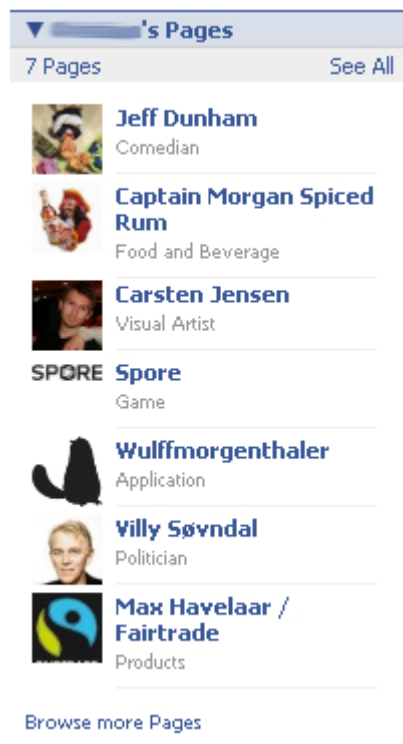 's Pages
7 Pages See All
Jeff Dunham
Comedian
Captain Morgan Spiced
Rum
Food and Beverage
Carsten Jensen
Visual Artist
SPORE Spore
Game
Wulffmorgenthaler
Application
Villy Søvndal
Politician
Max Havelaar /
Fairtrade
Products
Browse more Pages